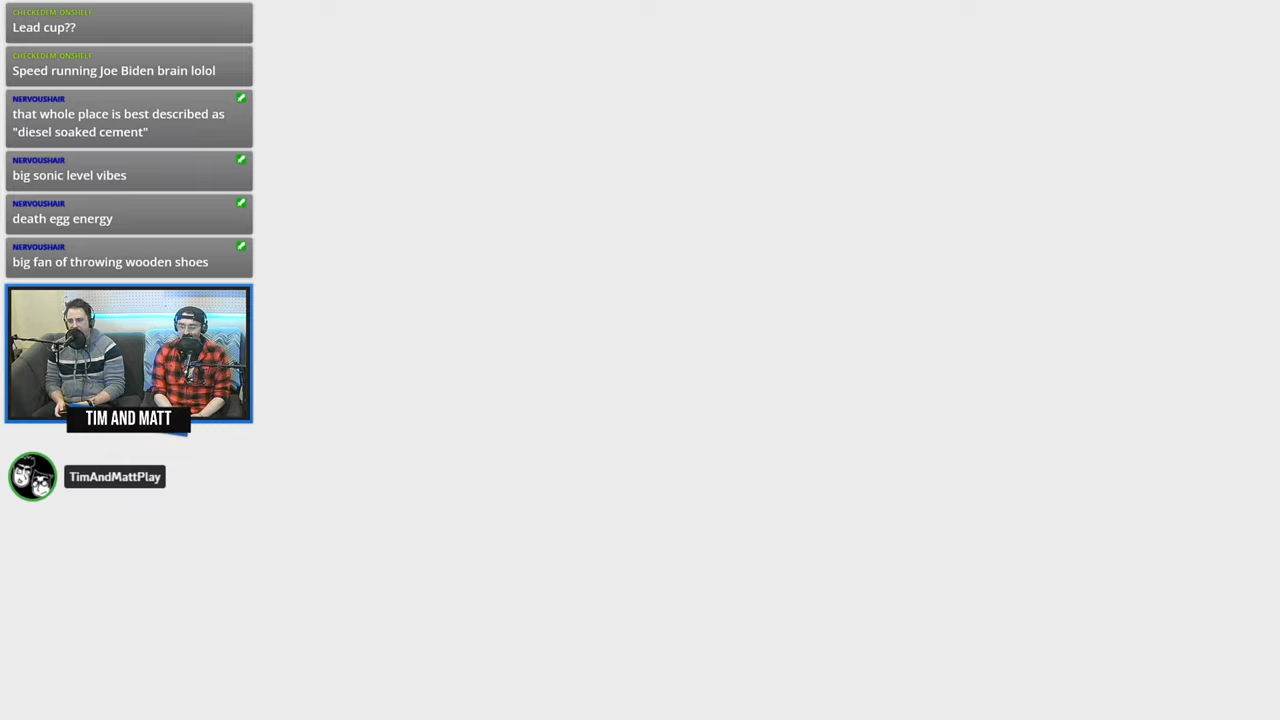 CHECKEDEM_ONSHELF
Lead cup??
CHECKEDEM_ONSHELF
Speed running Joe Biden brain lolol
NERVOUSHAIR
that whole place is best described as
"diesel soaked cement"
NERVOUSHAIR
big sonic level vibes
NERVOUSHAIR
death egg energy
NERVOUSHAIR
big fan of throwing wooden shoes
TIM AND MATT
TimAndMattPlay